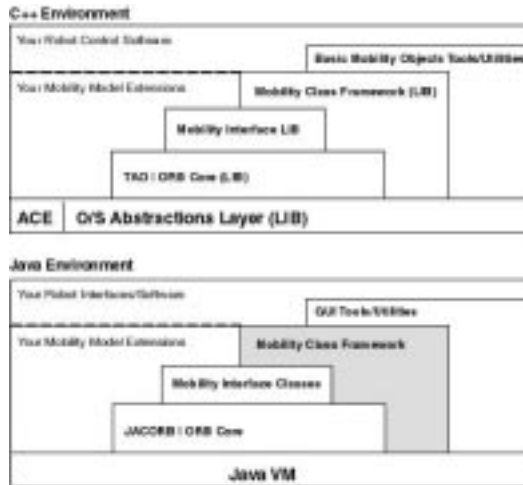 C++ Environment
Your Robot Control Software
Basic Mobility Objects Tools/Utilities
Your Mobility Model Extensions
Mobility Class Framework (LIB)
Mobility Interface LIB
TAO | ORB Core (LIB)
ACE
O/S Abstractions Layer (LIB)
Java Environment
Your Robot Interfaces/Software
GUI Tools/Utilities
Your Mobility Model Extensions
Mobility Class Framework
Mobility Interface Classes
JACORB | ORB Core
Java VM